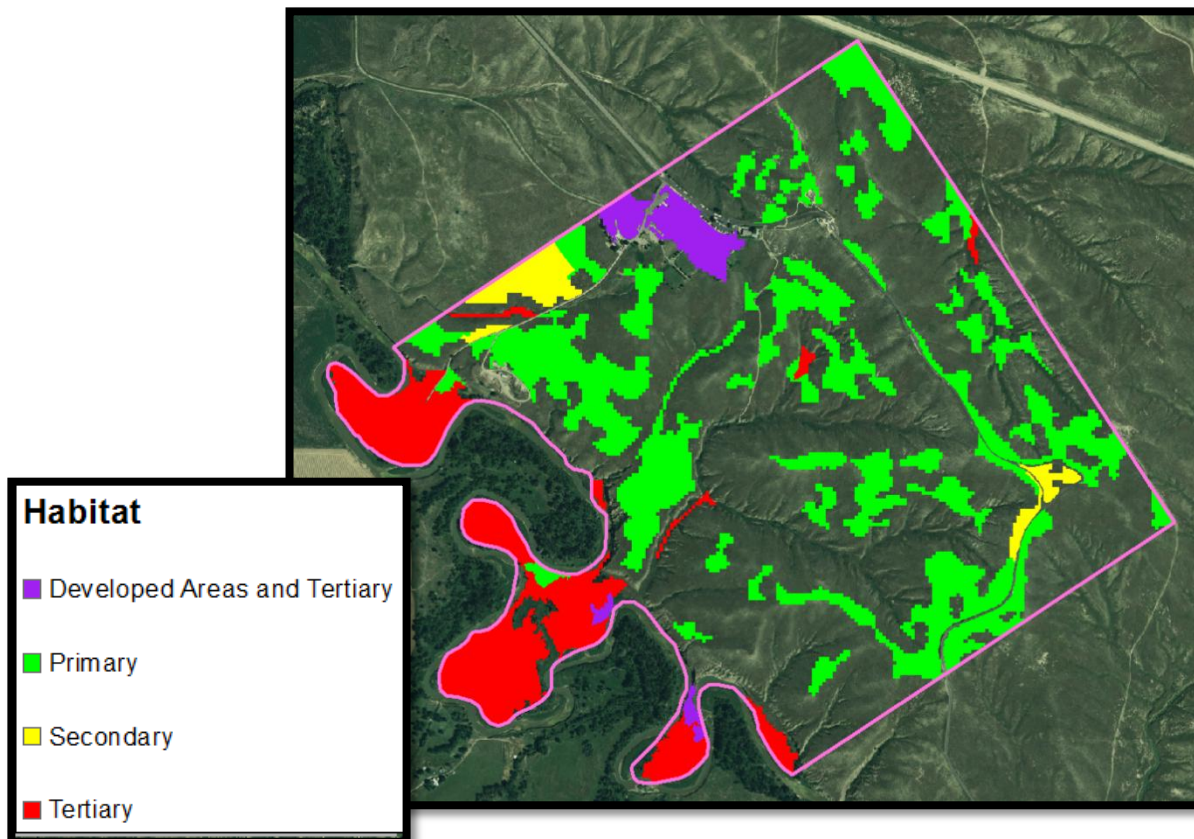 Habitat
Developed Areas and Tertiary
Primary
Secondary
Tertiary